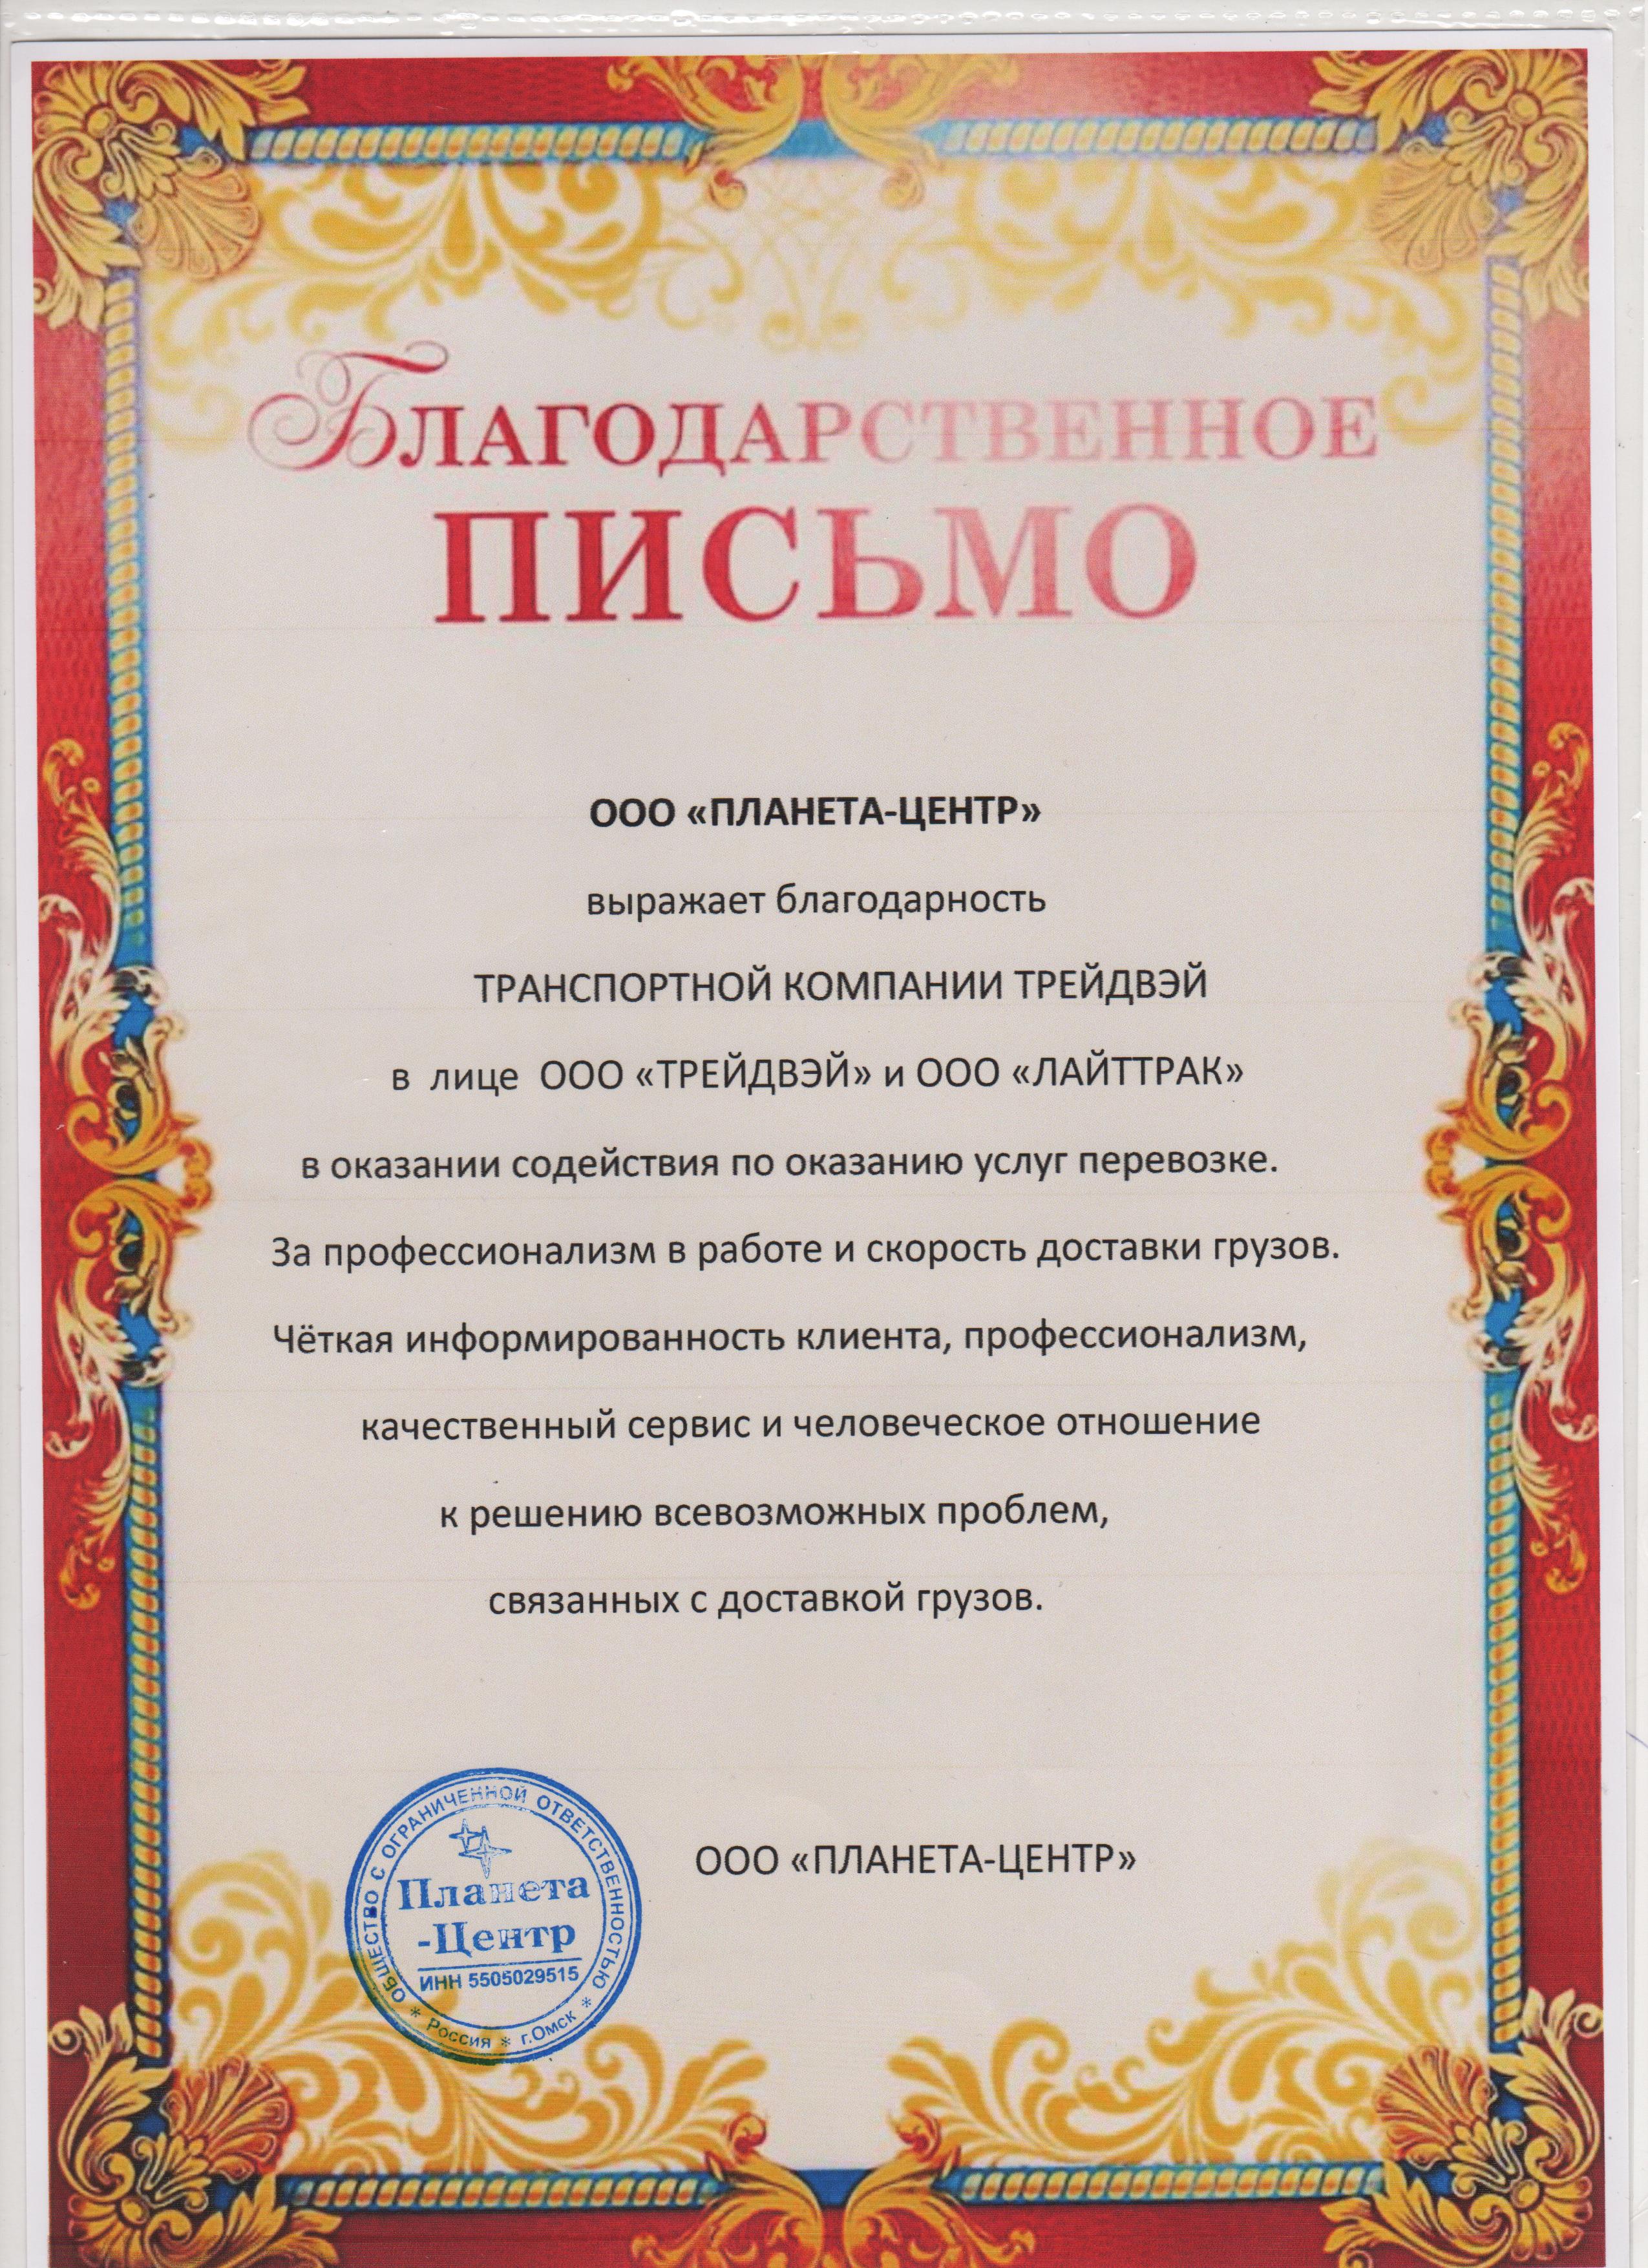 БЛАГОДАРСТВЕННОЕ
ПИСЬМО
ООО «ПЛАНЕТА-ЦЕНТР»
выражает благодарность
ТРАНСПОРТНОЙ КОМПАНИИ ТРЕЙДВЭЙ
в лице ООО «ТРЕЙДВЭЙ» и ООО «ЛАЙТТРАК»
в оказании содействия по оказанию услуг перевозке.
За профессионализм в работе и скорость доставки грузов.
Чёткая информированность клиента, профессионализм,
качественный сервис и человеческое отношение
к решению всевозможных проблем,
связанных с доставкой грузов.
ООО «ПЛАНЕТА-ЦЕНТР»
ОБЩЕСТВО С ОГРАНИЧЕННОЙ ОТВЕТСТВЕННОСТЬЮ
Планета
-Центр
ИНН 5505029515
* Россия * г.Омск *